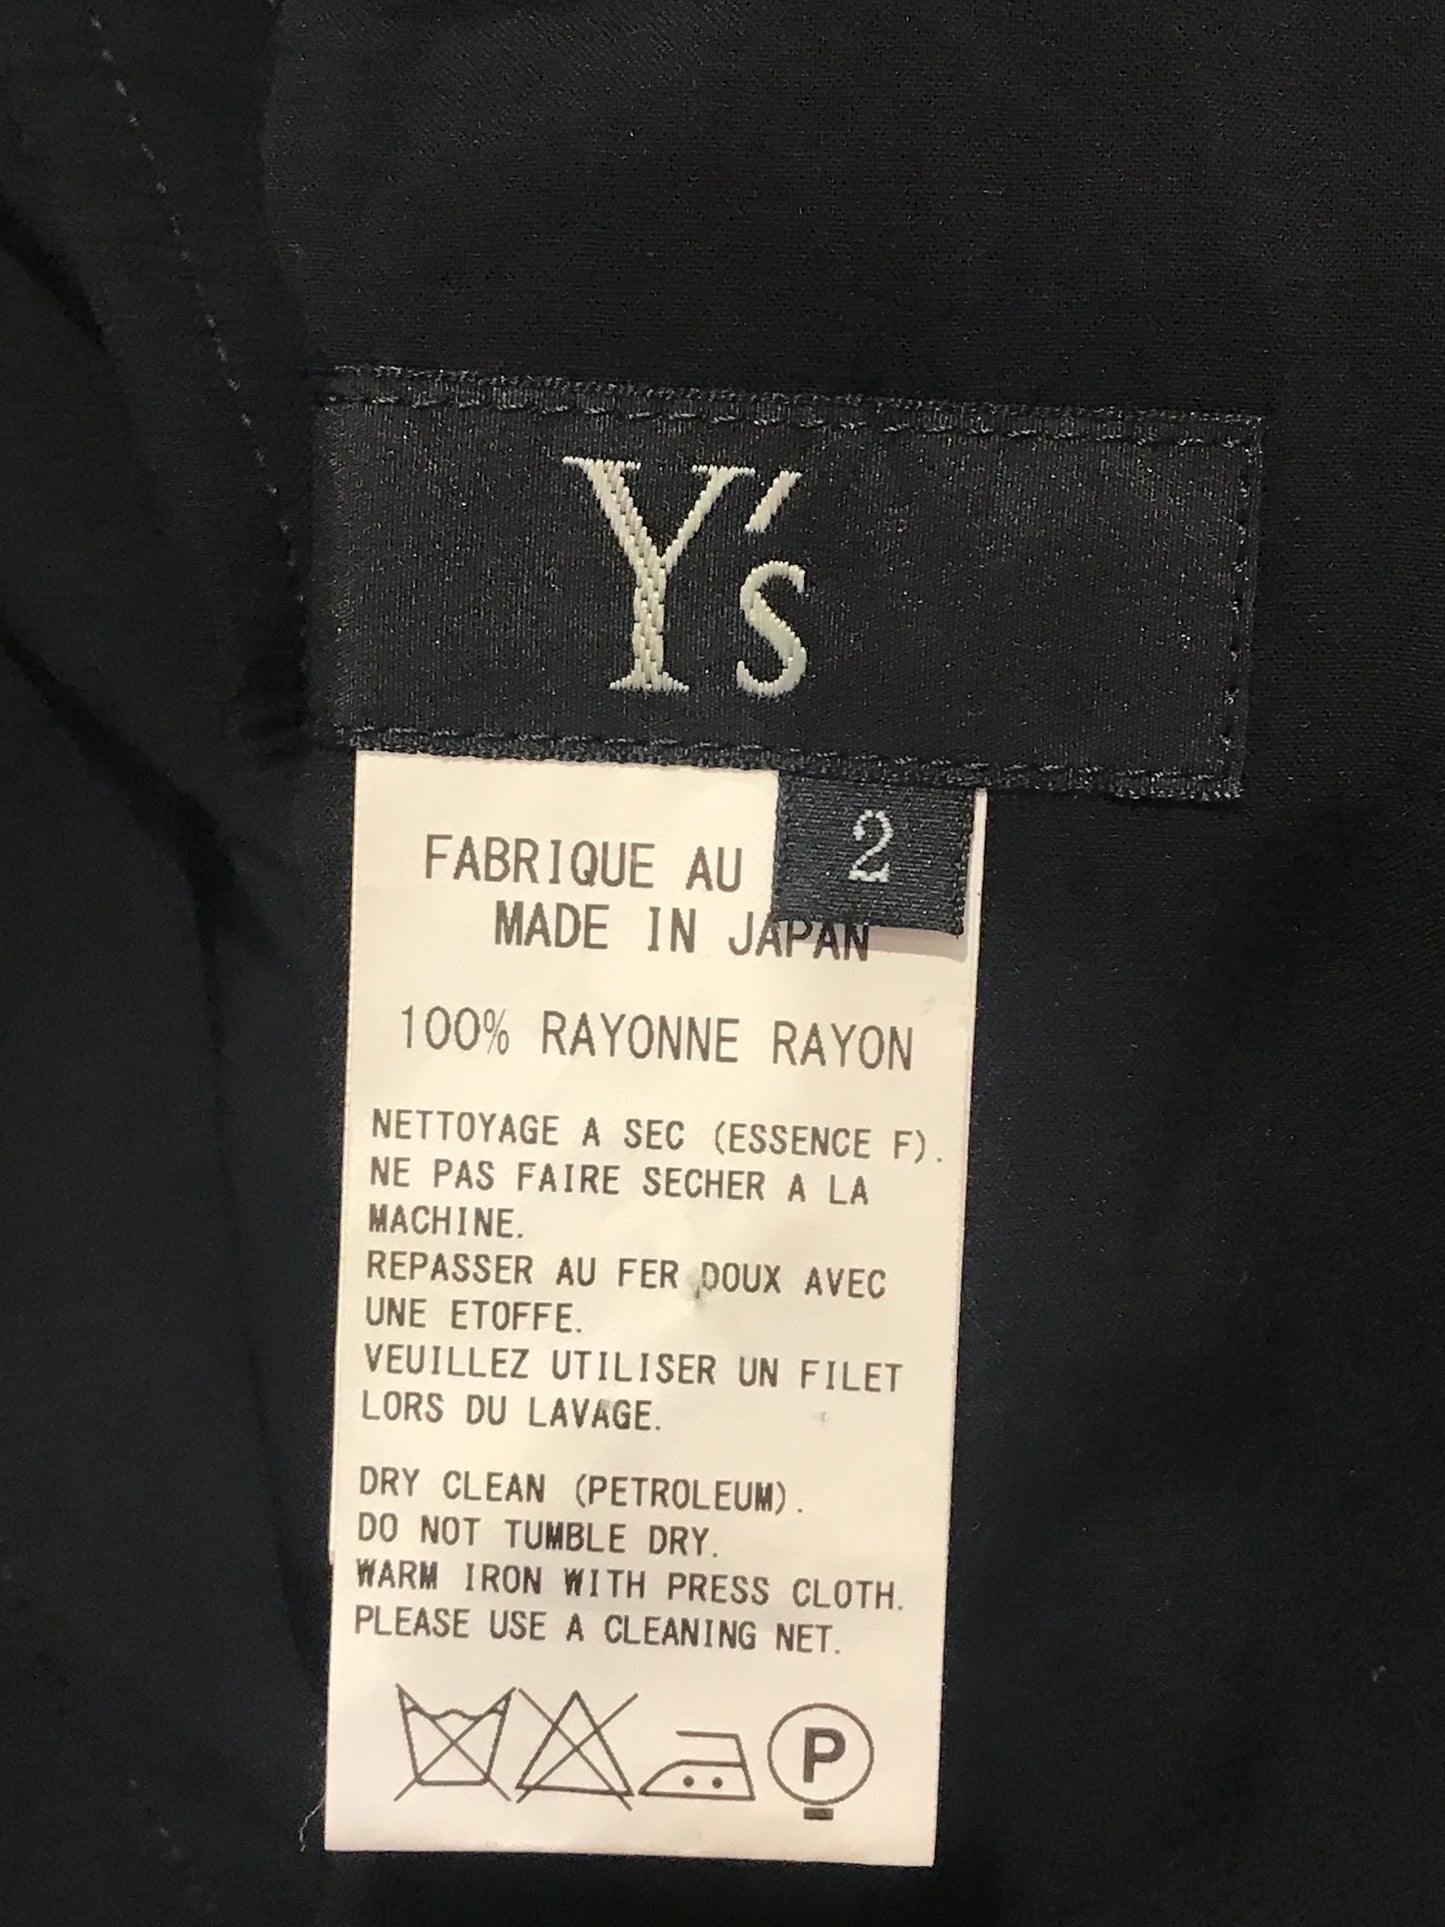 Y's
2
FABRIQUE AU
MADE IN JAPAN
100% RAYONNE RAYON
NETTOYAGE A SEC (ESSENCE F).
NE PAS FAIRE SECHER A LA
MACHINE.
REPASSER AU FER DOUX AVEC
UNE ETOFFE.
VEUILLEZ UTILISER UN FILET
LORS DU LAVAGE.
DRY CLEAN (PETROLEUM).
DO NOT TUMBLE DRY.
WARM IRON WITH PRESS CLOTH.
PLEASE USE A CLEANING NET.
P